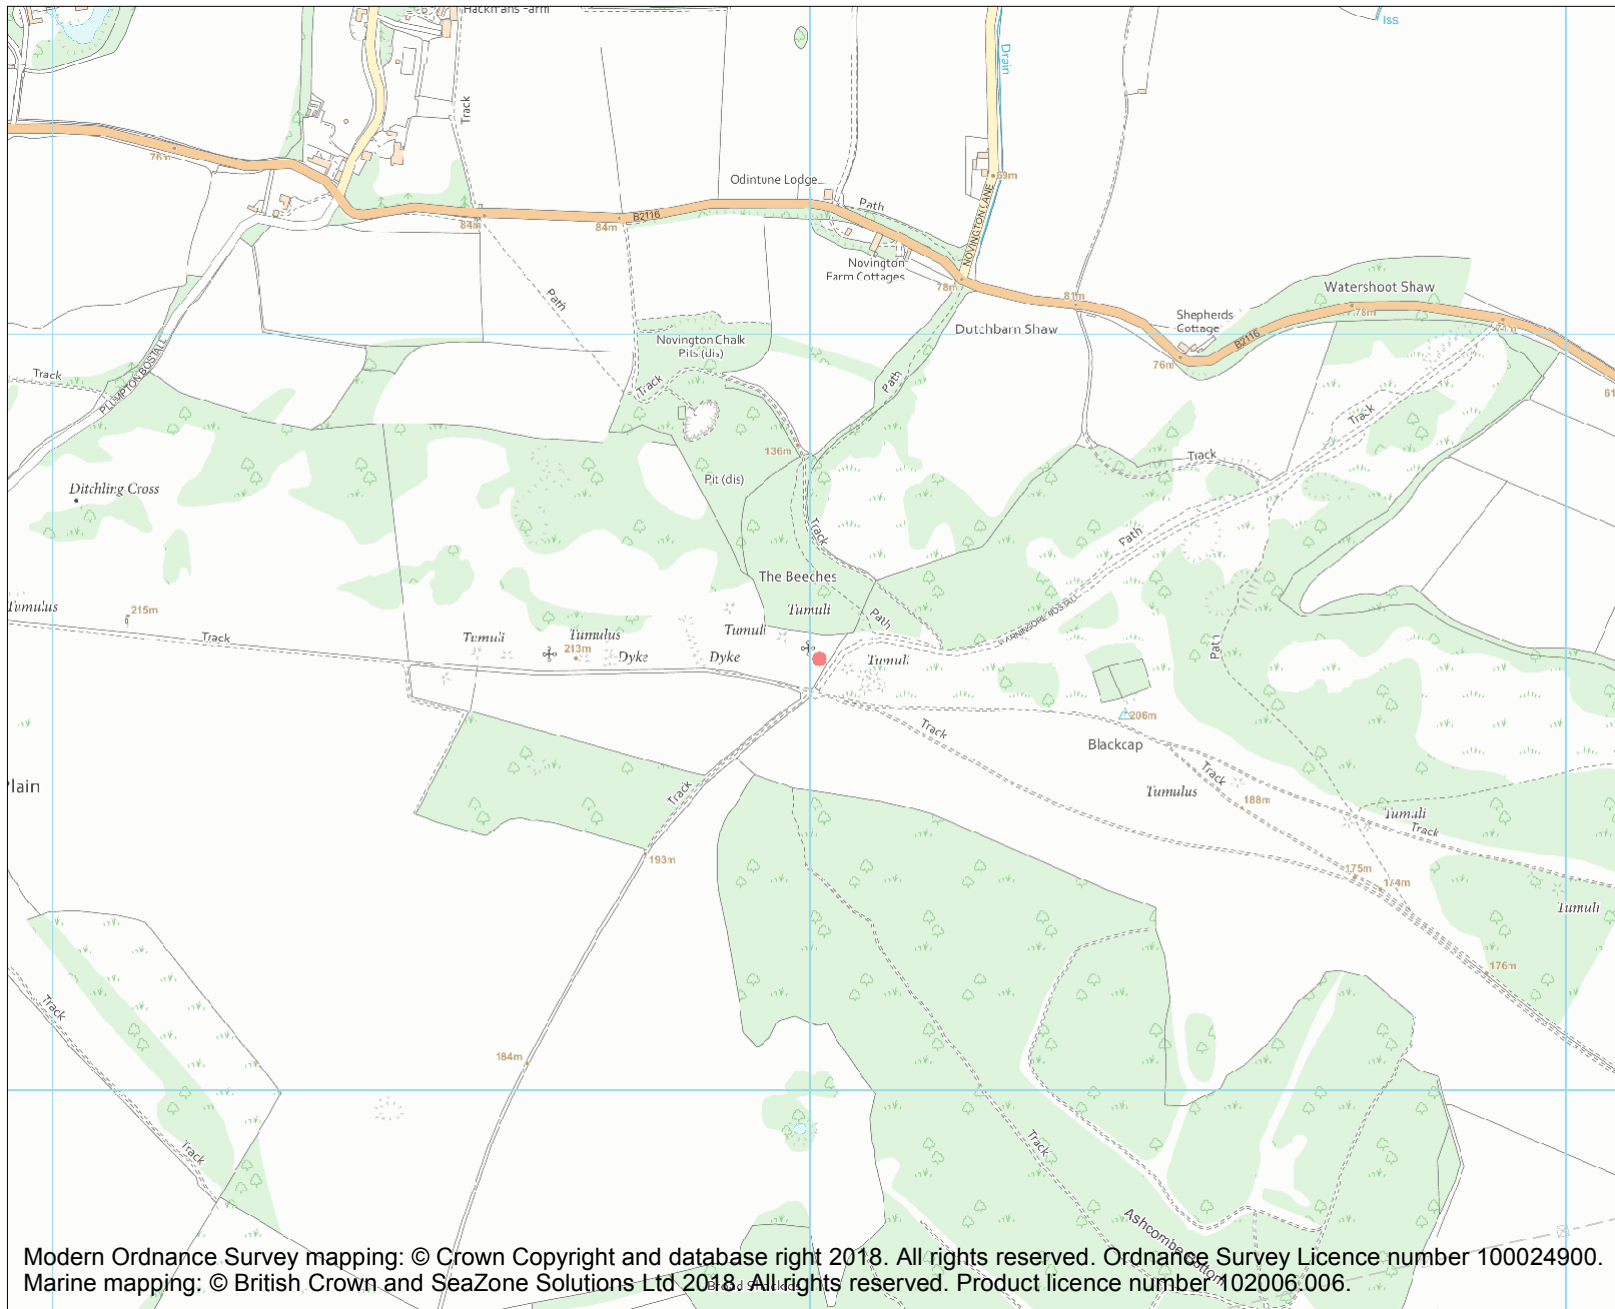 Track
Drain
76m
Odintune Lodge
69m
Path
NOVINGTON LANE
84m
84m
B2116
Novington
Farm Cottages
78m
81m
Watershoot Shaw
78m
Path
Shepherds
Cottage
Dutchbarn Shaw
B2116
76m
Novington Chalk
Pits (dis)
PLUMPTON BOSTALL
Track
Track
Path
61
Track
136m
Track
Pit (dis)
Ditchling Cross
Track
Path
The Beeches
Tumulus
215m
Tumuli
Path
Track
Tumuli
Tumulus
213m
Dyke
Tumuli
Dyke
Tumuli
Path
206m
Track
Blackcap
Track
Plain
Track
Tumulus
188m
Tumuli
Track
193m
175m
174m
Tumuli
176m
Track
184m
Track
Track
Ashcombe Bottom
Modern Ordnance Survey mapping: © Crown Copyright and database right 2018. All rights reserved. Ordnance Survey Licence number 100024900.
Marine mapping: © British Crown and SeaZone Solutions Ltd 2018. All rights reserved. Product licence number 102006.006.